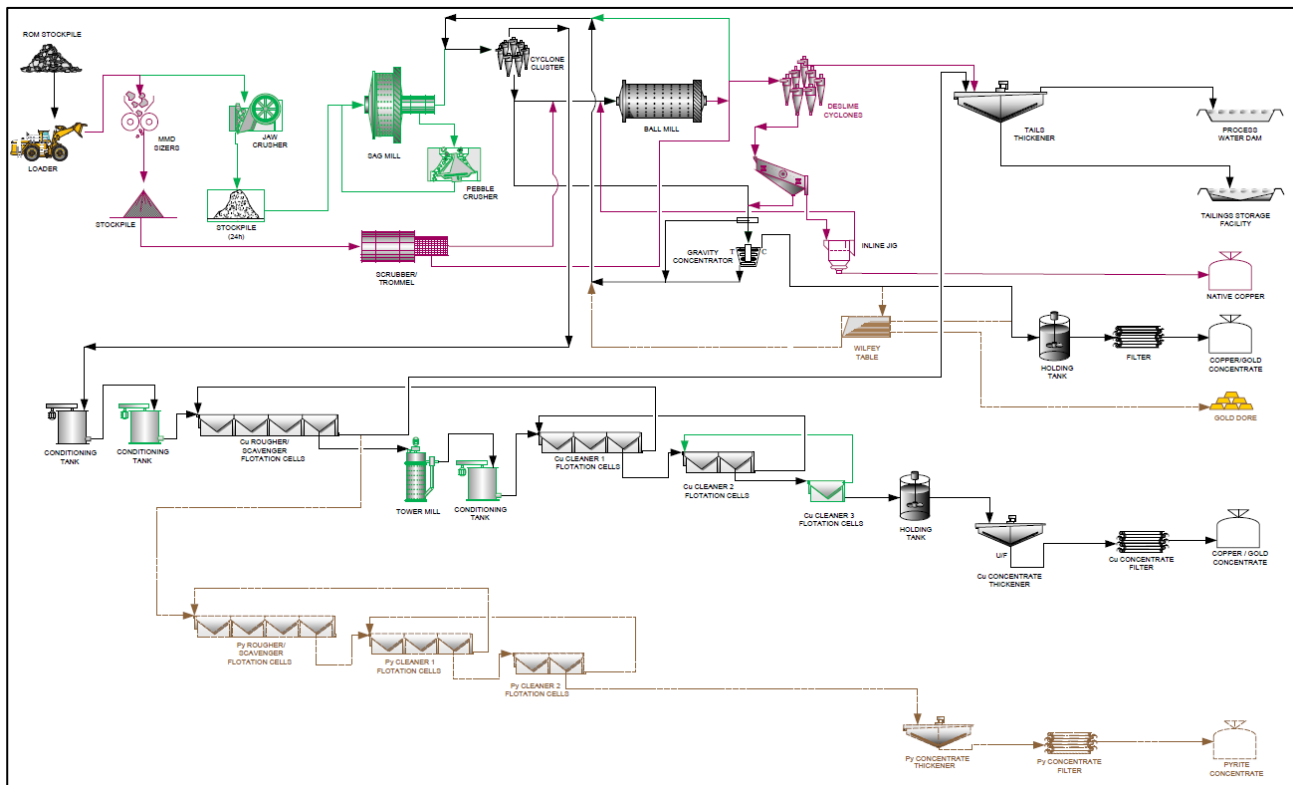 ROM STOCKPILE
LOADER
MMD
SIZERS
STOCKPILE
JAW
CRUSHER
STOCKPILE
(24h)
SAG MILL
PEBBLE
CRUSHER
SCRUBBER/
TROMMEL
CYCLONE
CLUSTER
BALL MILL
DESLIME
CYCLONES
TAILS
THICKENER
PROCESS
WATER DAM
TAILINGS STORAGE
FACILITY
GRAVITY
CONCENTRATOR
T
C
INLINE JIG
NATIVE COPPER
WILFEY
TABLE
HOLDING
TANK
FILTER
COPPER/GOLD
CONCENTRATE
GOLD DORE
CONDITIONING
TANK
CONDITIONING
TANK
Cu ROUGHER/
SCAVENGER
FLOTATION CELLS
TOWER MILL
CONDITIONING
TANK
Cu CLEANER 1
FLOTATION CELLS
Cu CLEANER 2
FLOTATION CELLS
Cu CLEANER 3
FLOTATION CELLS
HOLDING
TANK
U/F
Cu CONCENTRATE
THICKENER
Cu CONCENTRATE
FILTER
COPPER / GOLD
CONCENTRATE
Py ROUGHER/
SCAVENGER
FLOTATION CELLS
Py CLEANER 1
FLOTATION CELLS
Py CLEANER 2
FLOTATION CELLS
Py CONCENTRATE
THICKENER
Py CONCENTRATE
FILTER
PYRITE
CONCENTRATE